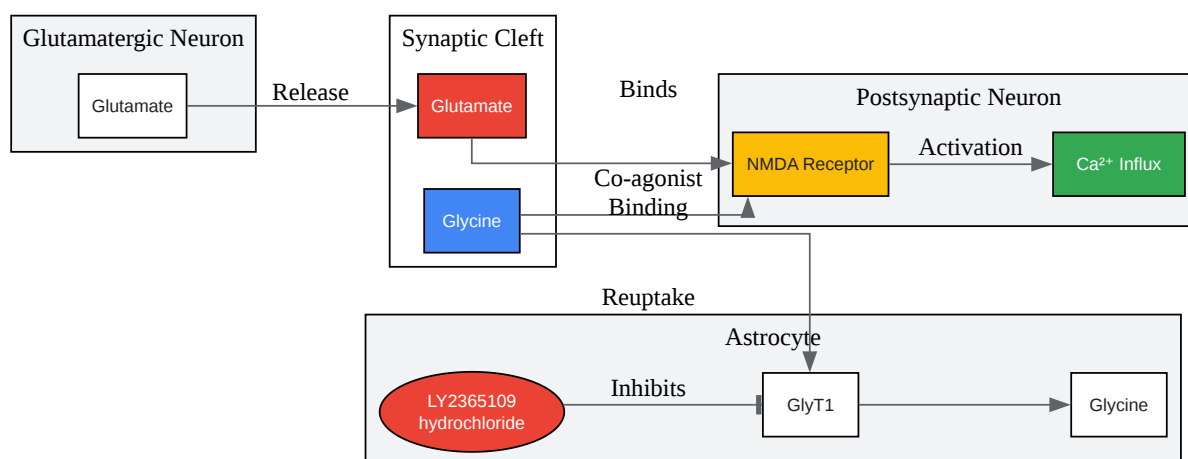 Glutamatergic Neuron
Glutamate
Release
Synaptic Cleft
Glutamate
Glycine
Binds
Co-agonist
Binding
Postsynaptic Neuron
NMDA Receptor
Activation
Ca²⁺ Influx
Reuptake
Astrocyte
LY2365109
hydrochloride
Inhibits
GlyT1
Glycine